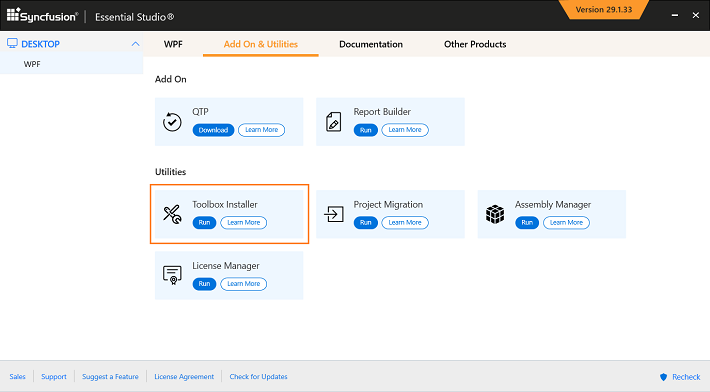 Syncfusion® | Essential Studio®
Version 29.1.33
DESKTOP
WPF
WPF
Add On & Utilities
Documentation
Other Products
Add On
QTP
Download
Learn More
Report Builder
Run
Learn More
Utilities
Toolbox Installer
Run
Learn More
Project Migration
Run
Learn More
Assembly Manager
Run
Learn More
License Manager
Run
Learn More
Sales | Support | Suggest a Feature | License Agreement | Check for Updates
Recheck